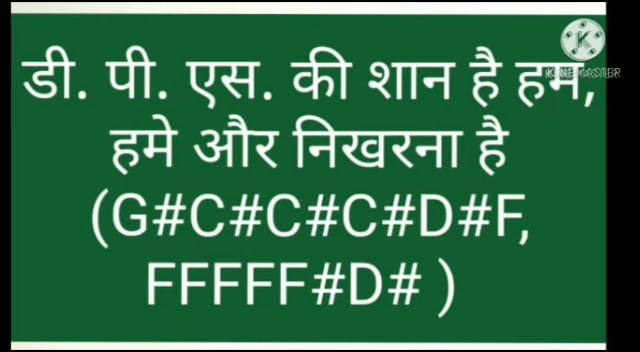 K
KINEMASTER
डी. पी. एस. की शान है हम,
हमे और निखरना है
(G#C#C#C#D#F,
FFFFF#D# )